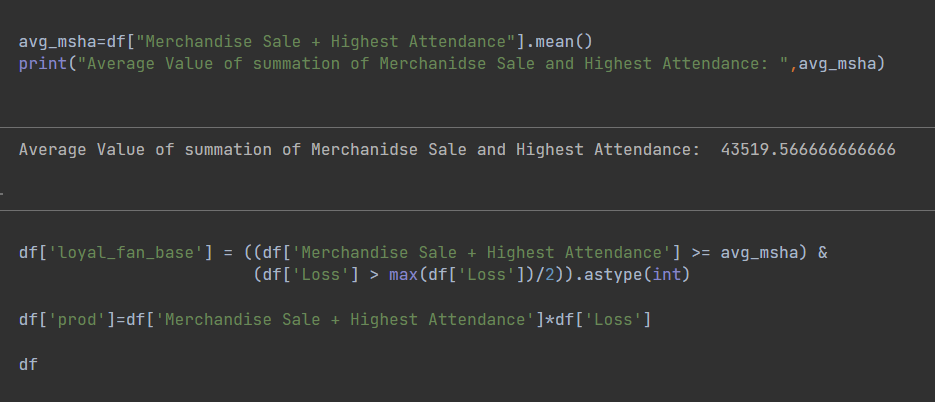 avg_msha=df["Merchandise Sale + Highest Attendance"].mean()
print("Average Value of summation of Merchanidse Sale and Highest Attendance: ",avg_msha)
Average Value of summation of Merchanidse Sale and Highest Attendance:  43519.566666666666
df['loyal_fan_base'] = ((df['Merchandise Sale + Highest Attendance'] >= avg_msha) &
(df['Loss'] > max(df['Loss'])/2)).astype(int)
df['prod']=df['Merchandise Sale + Highest Attendance']*df['Loss']
df